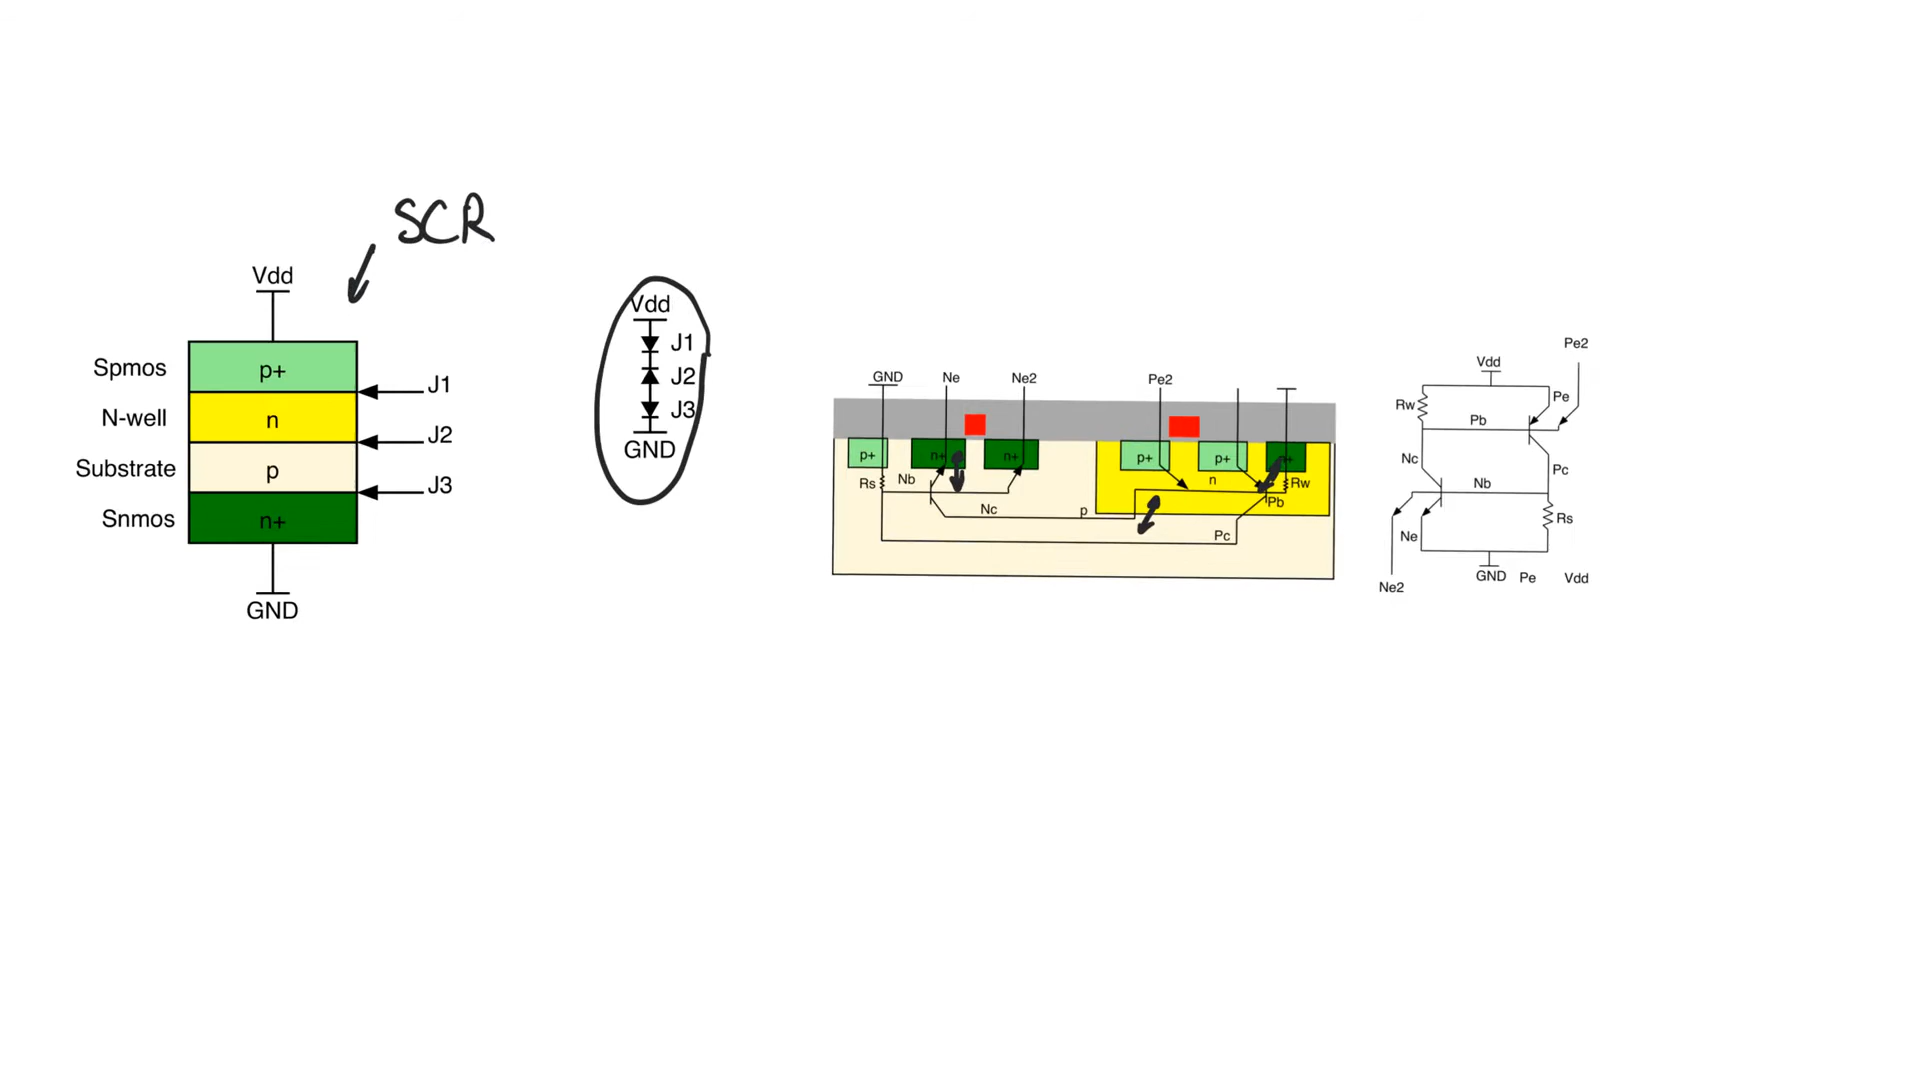 SCR
Vdd
Spmos p+
J1
N-well n
J2
Substrate p
J3
Snmos n+
GND
Vdd
J1
J2
J3
GND
GND Ne Ne2 Pe2
p+ n+ n+ p+ p+ n+
Rs Nb n Rw
Nc p Pb
Pc
Pe2
Vdd
Rw Pe
Pb
Nc Pc
Nb
Rs
Ne
GND Pe Vdd
Ne2